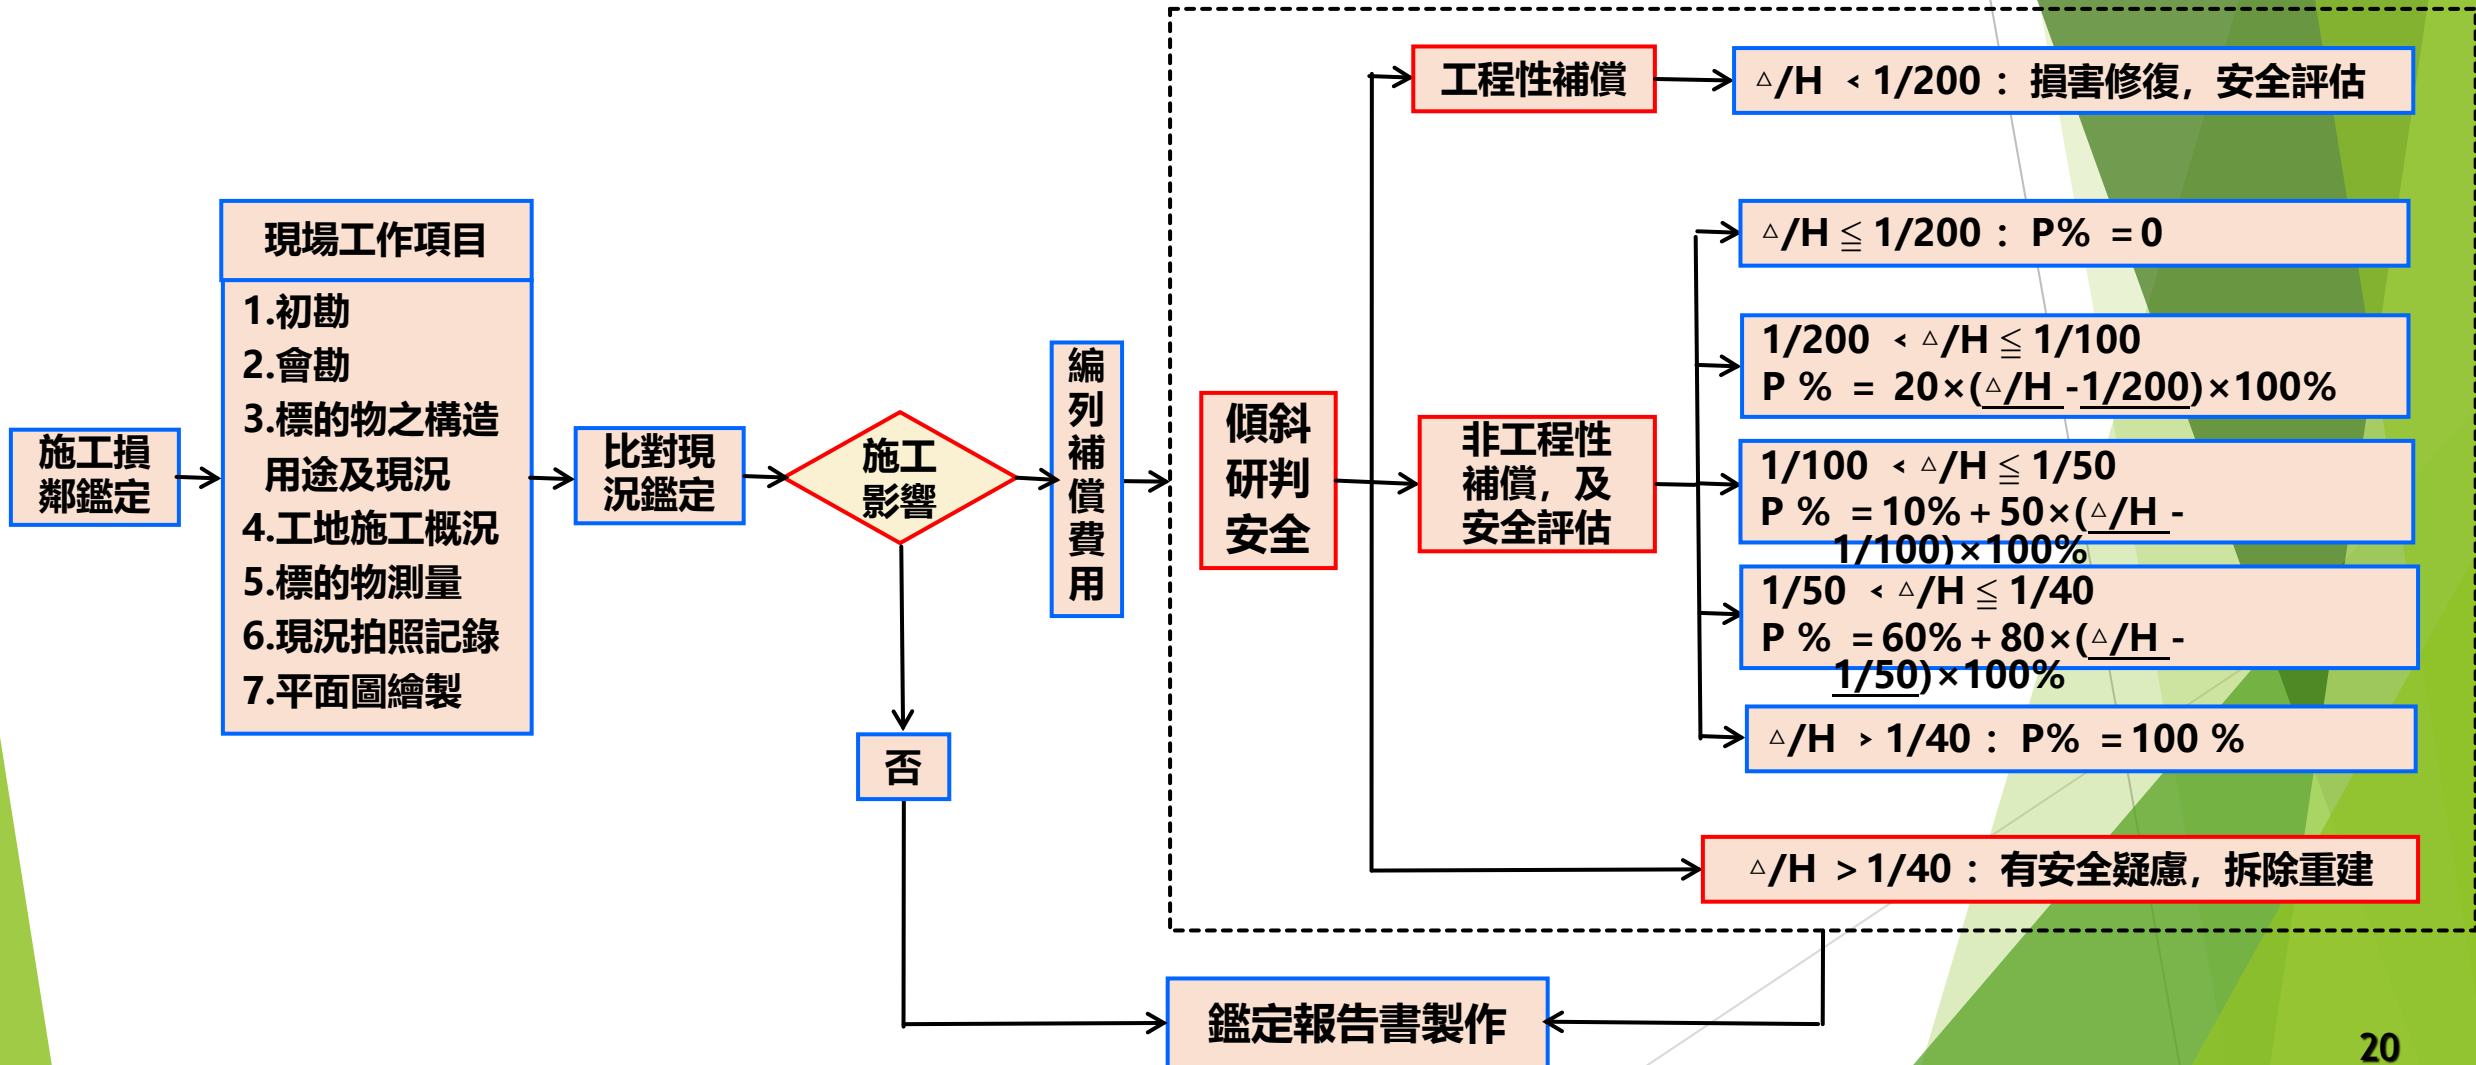 施工損
鄰鑑定
現場工作項目
1.初勘
2.會勘
3.標的物之構造
用途及現況
4.工地施工概況
5.標的物測量
6.現況拍照記錄
7.平面圖繪製
比對現
況鑑定
施工
影響
否
編
列
補
償
費
用
傾斜
研判
安全
工程性補償
△/H < 1/200：損害修復，安全評估
非工程性
補償，及
安全評估
△/H ≦ 1/200：P% =0
1/200 < △/H ≦ 1/100
P % = 20×(△/H -1/200)×100%
1/100 < △/H ≦ 1/50
P % =10%+50×(△/H -
1/100)×100%
1/50 < △/H ≦ 1/40
P % =60%+80×(△/H -
1/50)×100%
△/H > 1/40：P% =100 %
△/H >1/40：有安全疑慮，拆除重建
鑑定報告書製作
20